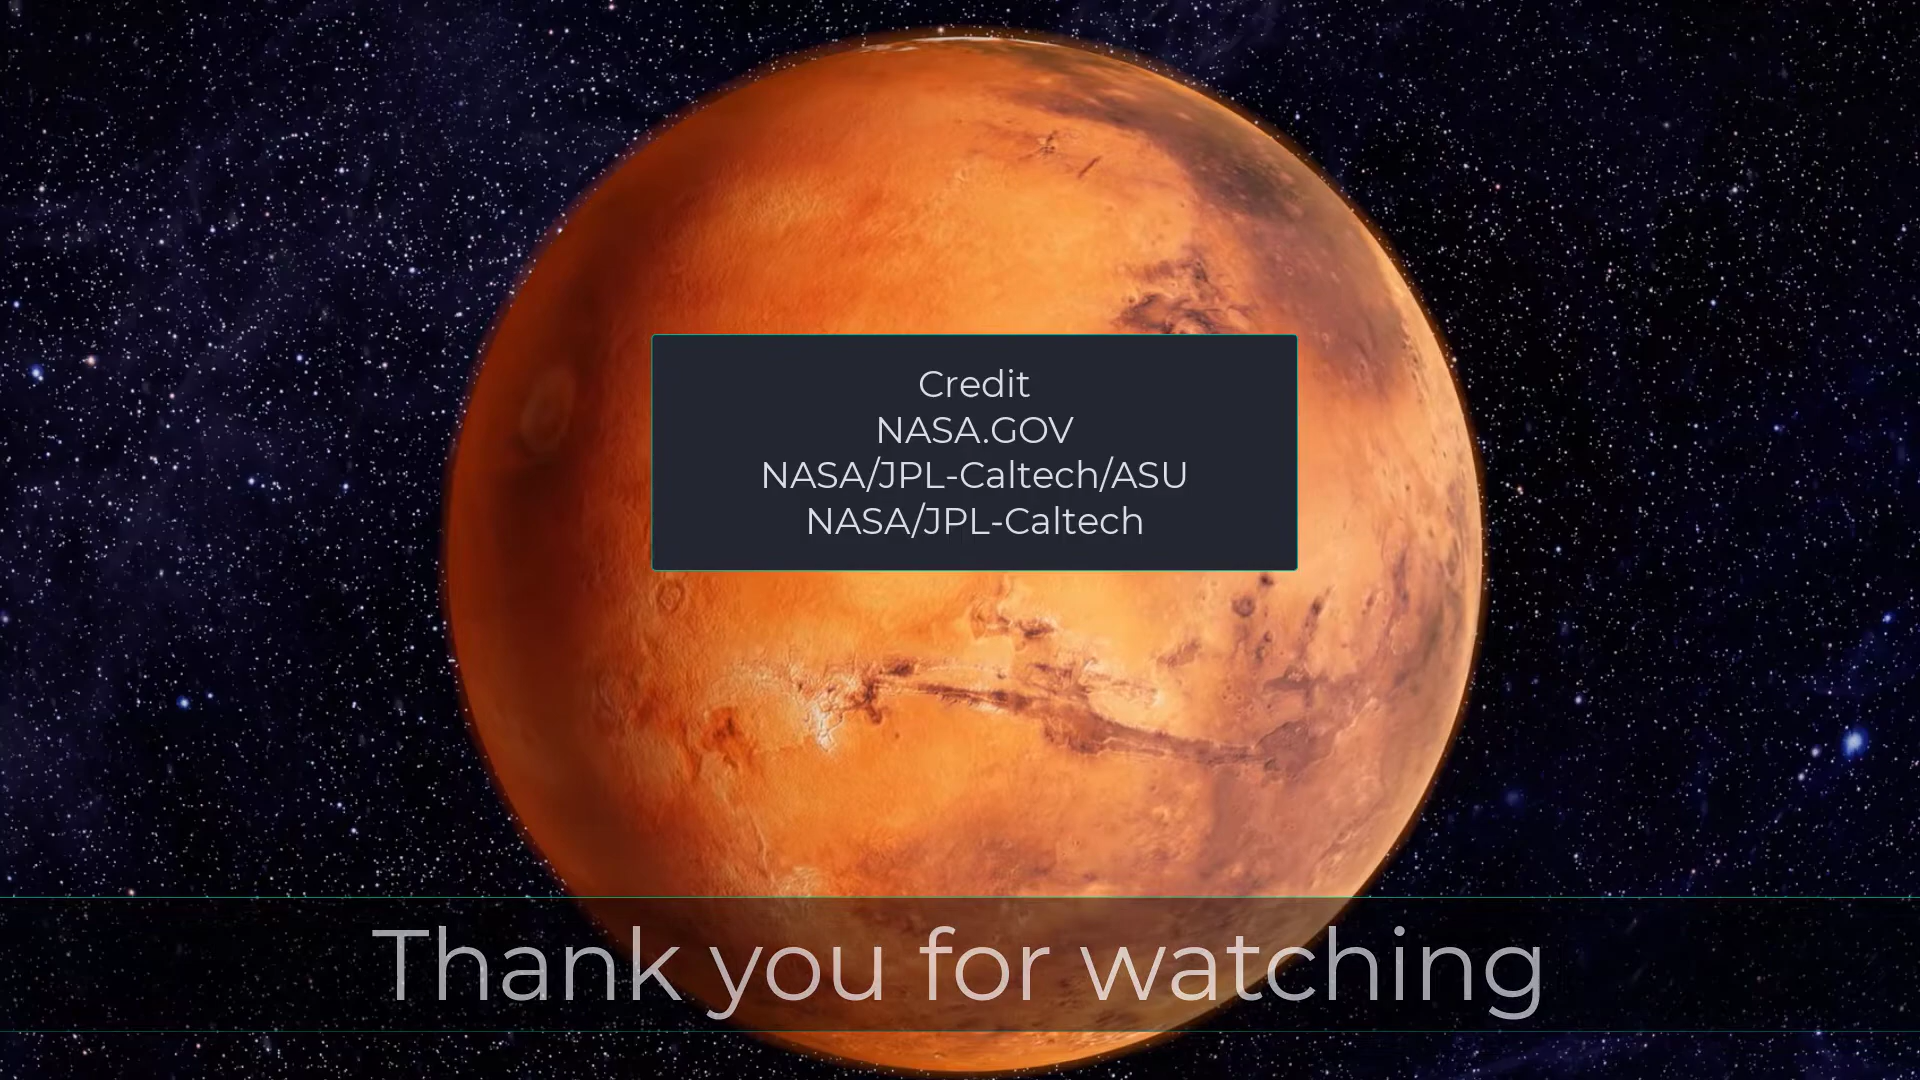 Credit
NASA.GOV
NASA/JPL-Caltech/ASU
NASA/JPL-Caltech
Thank you for watching